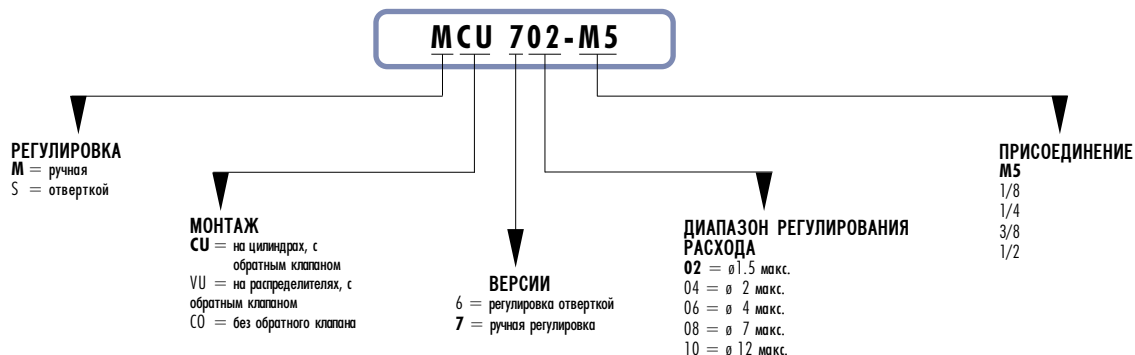 MCU 702-M5
РЕГУЛИРОВКА
M = ручная
S = отверткой
МОНТАЖ
CU = на цилиндрах, с
обратным клапаном
VU = на распределителях, с
обратным клапаном
CO = без обратного клапана
ВЕРСИИ
6 = регулировка отверткой
7 = ручная регулировка
ДИАПАЗОН РЕГУЛИРОВАНИЯ
РАСХОДА
02 = ø1.5 макс.
04 = ø 2 макс.
06 = ø 4 макс.
08 = ø 7 макс.
10 = ø 12 макс.
ПРИСОЕДИНЕНИЕ
M5
1/8
1/4
3/8
1/2